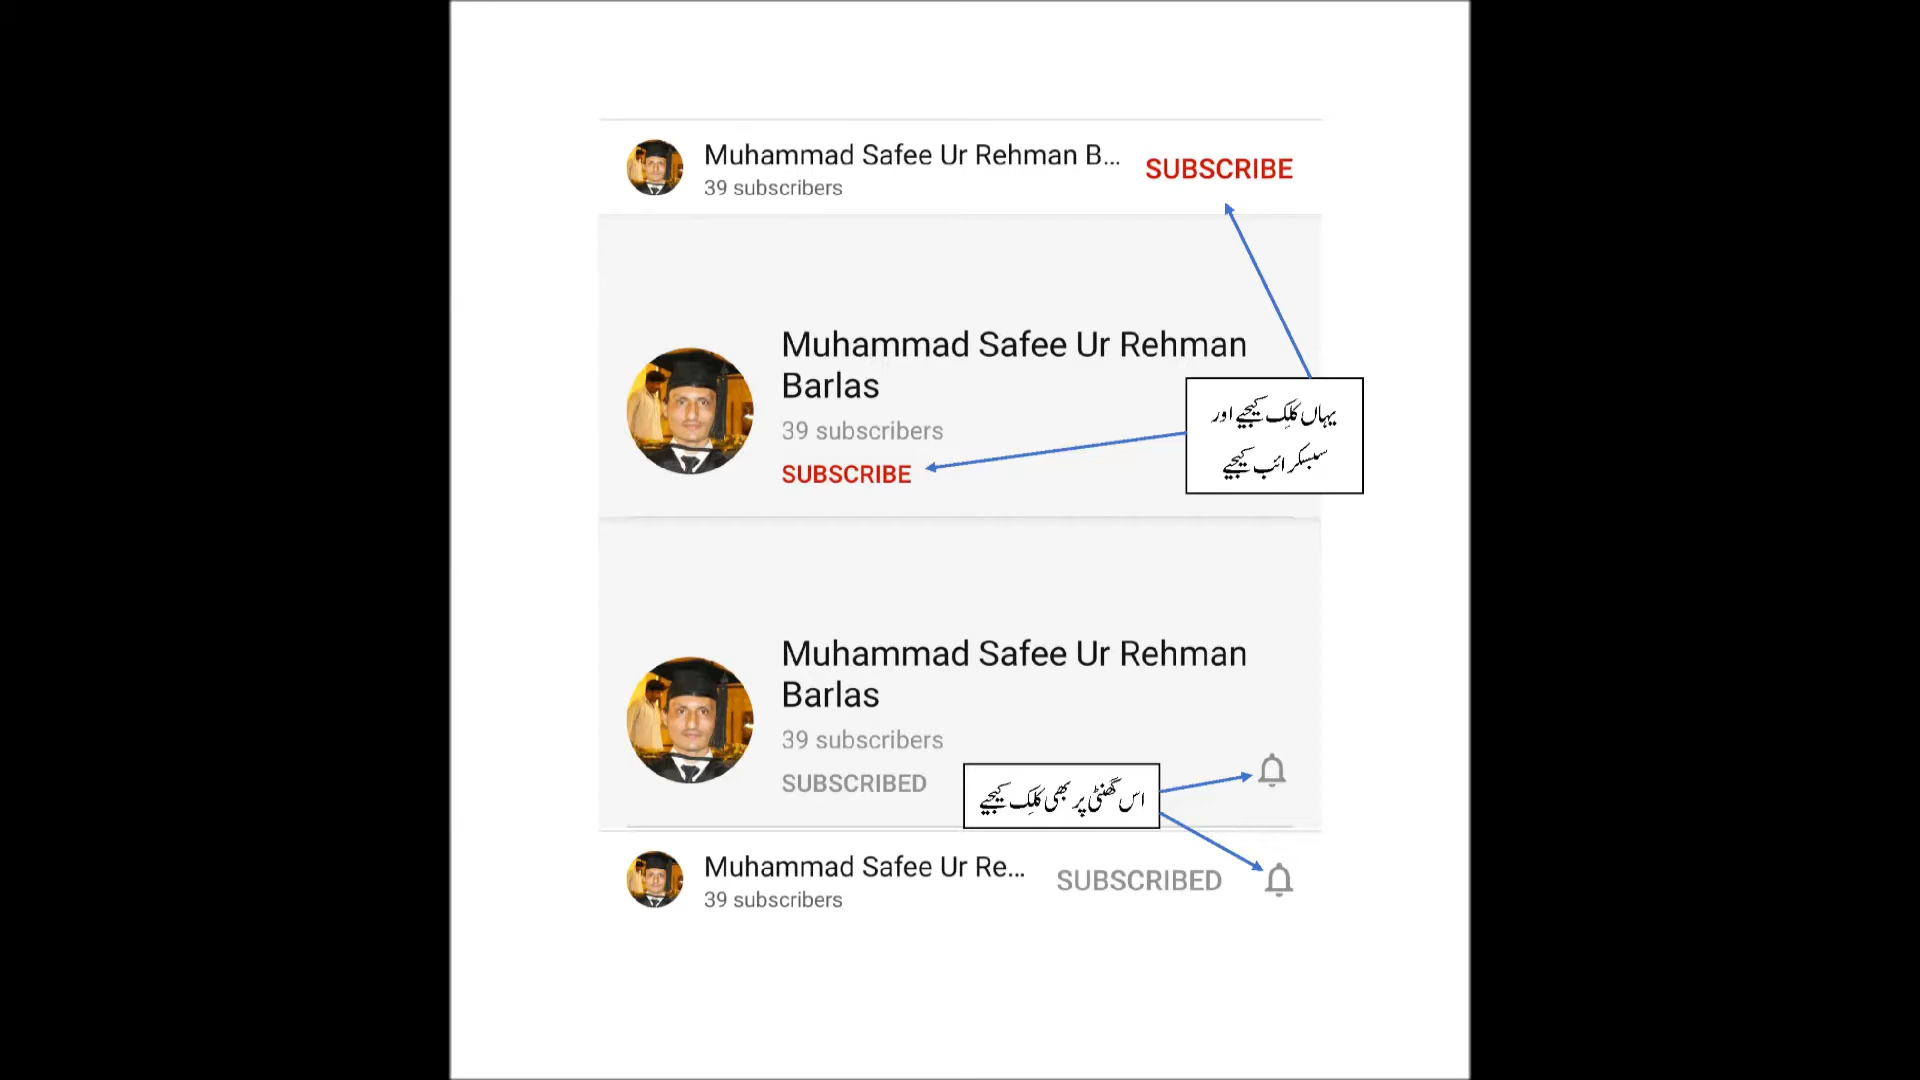 Muhammad Safee Ur Rehman B...
39 subscribers
SUBSCRIBE
Muhammad Safee Ur Rehman
Barlas
39 subscribers
SUBSCRIBE
یہاں کلِک کیجیے اور
سبسکرائب کیجیے
Muhammad Safee Ur Rehman
Barlas
39 subscribers
SUBSCRIBED
اس گھنٹی پر بھی کلِک کیجیے
Muhammad Safee Ur Re...
39 subscribers
SUBSCRIBED